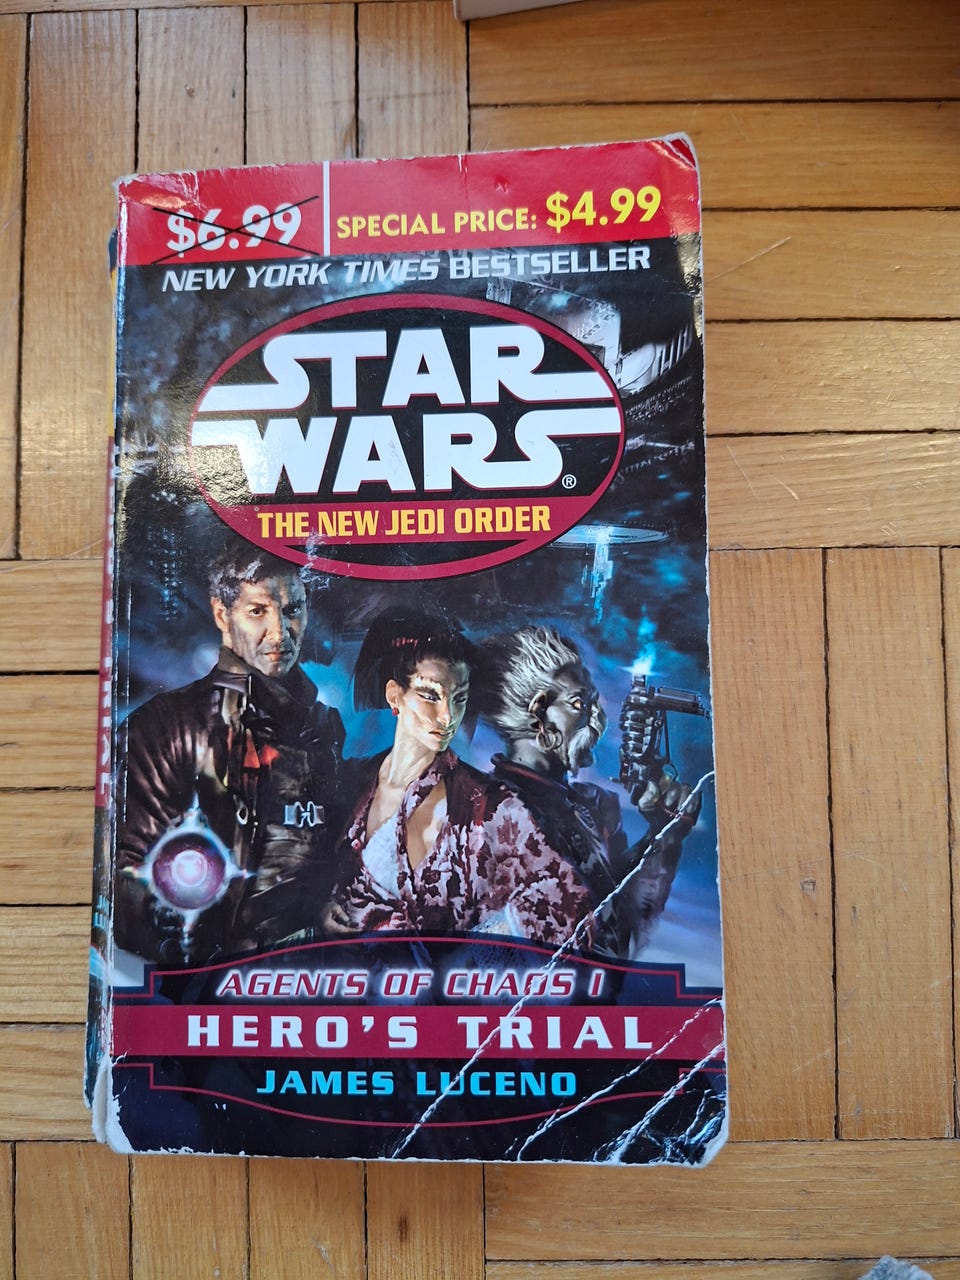 $6.99
SPECIAL PRICE: $4.99
NEW YORK TIMES BESTSELLER
STAR
WARS®
THE NEW JEDI ORDER
AGENTS OF CHAOS I
HERO'S TRIAL
JAMES LUCENO